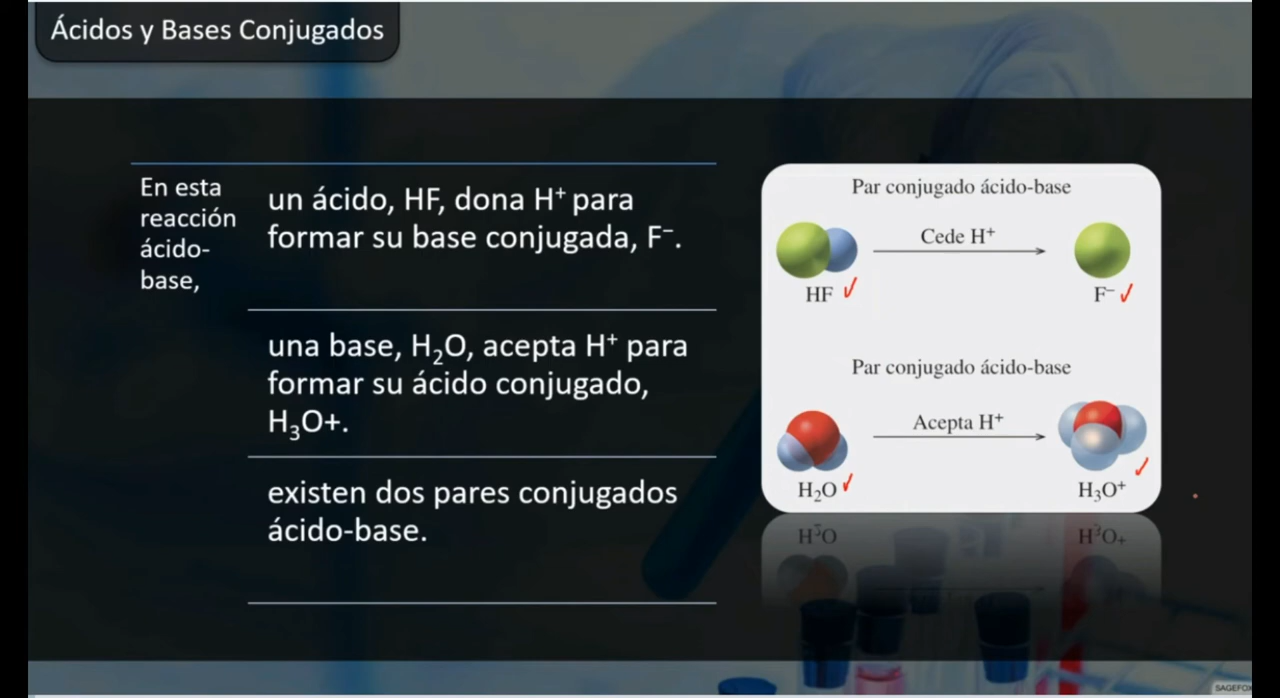 Ácidos y Bases Conjugados
En esta
reacción
ácido-
base,
un ácido, HF, dona H⁺ para
formar su base conjugada, F⁻.
una base, H₂O, acepta H⁺ para
formar su ácido conjugado,
H₃O+.
existen dos pares conjugados
ácido-base.
Par conjugado ácido-base
Cede H⁺
HF
F⁻
Par conjugado ácido-base
Acepta H⁺
H₂O
H₃O⁺
SAGEFOX